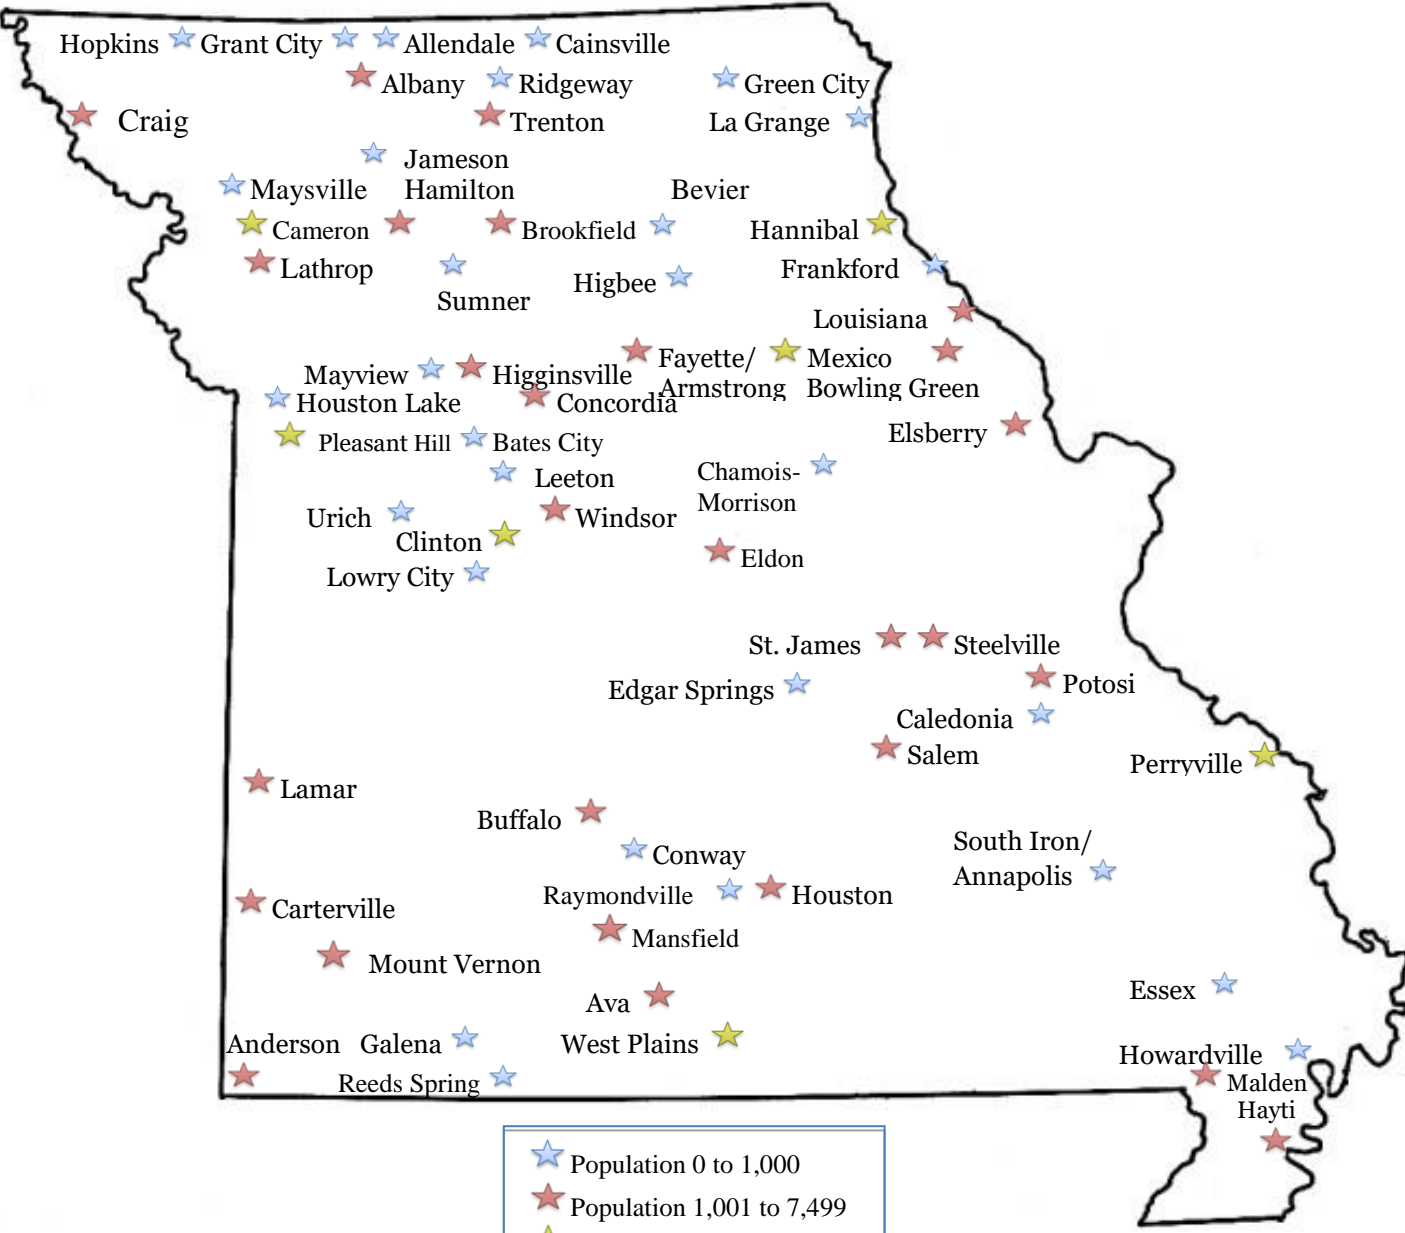 Hopkins Grant City Allendale Cainsville
Albany Ridgeway Green City
Craig Trenton La Grange
Jameson
Maysville Hamilton Bevier
Cameron Brookfield Hannibal
Lathrop Higbee Frankford
Sumner
Louisiana
Mayview Higginsville Fayette/ Mexico
Armstrong Bowling Green
Houston Lake Concordia
Pleasant Hill Bates City Elsberry
Leeton Chamois-
Morrison
Urich Windsor
Clinton Eldon
Lowry City
St. James Steelville
Edgar Springs Potosi
Caledonia
Salem Perryville
Lamar
Buffalo
Conway South Iron/
Annapolis
Raymondville Houston
Carterville
Mansfield
Mount Vernon
Ava Essex
Anderson Galena West Plains
Reeds Spring Howardville
Malden
Hayti
Population 0 to 1,000
Population 1,001 to 7,499